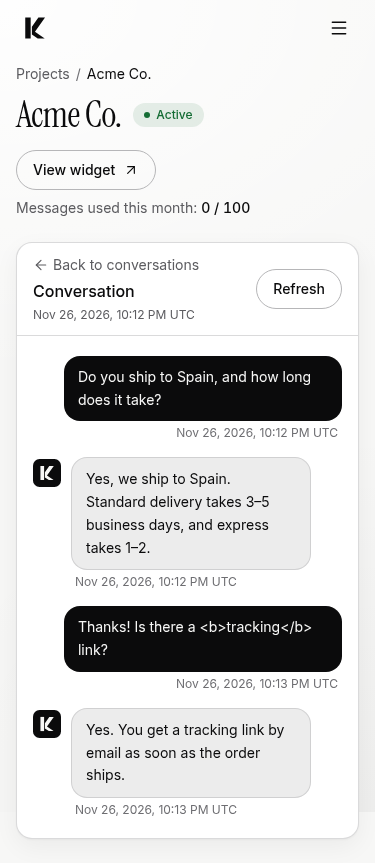 Projects / Acme Co.
Acme Co.
Active
View widget
Messages used this month: 0 / 100
Back to conversations
Conversation
Nov 26, 2026, 10:12 PM UTC
Refresh
Do you ship to Spain, and how long
does it take?
Nov 26, 2026, 10:12 PM UTC
Yes, we ship to Spain.
Standard delivery takes 3–5
business days, and express
takes 1–2.
Nov 26, 2026, 10:12 PM UTC
Thanks! Is there a <b>tracking</b>
link?
Nov 26, 2026, 10:13 PM UTC
Yes. You get a tracking link by
email as soon as the order
ships.
Nov 26, 2026, 10:13 PM UTC